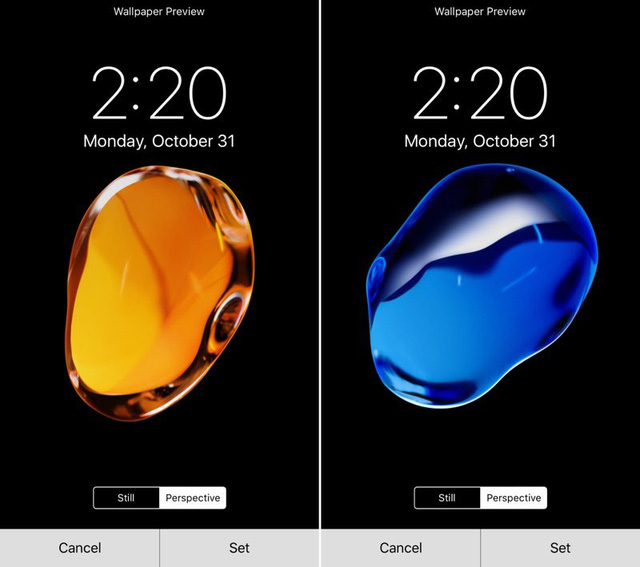 Wallpaper Preview
2:20
Monday, October 31
Still Perspective
Cancel Set
Wallpaper Preview
2:20
Monday, October 31
Still Perspective
Cancel Set